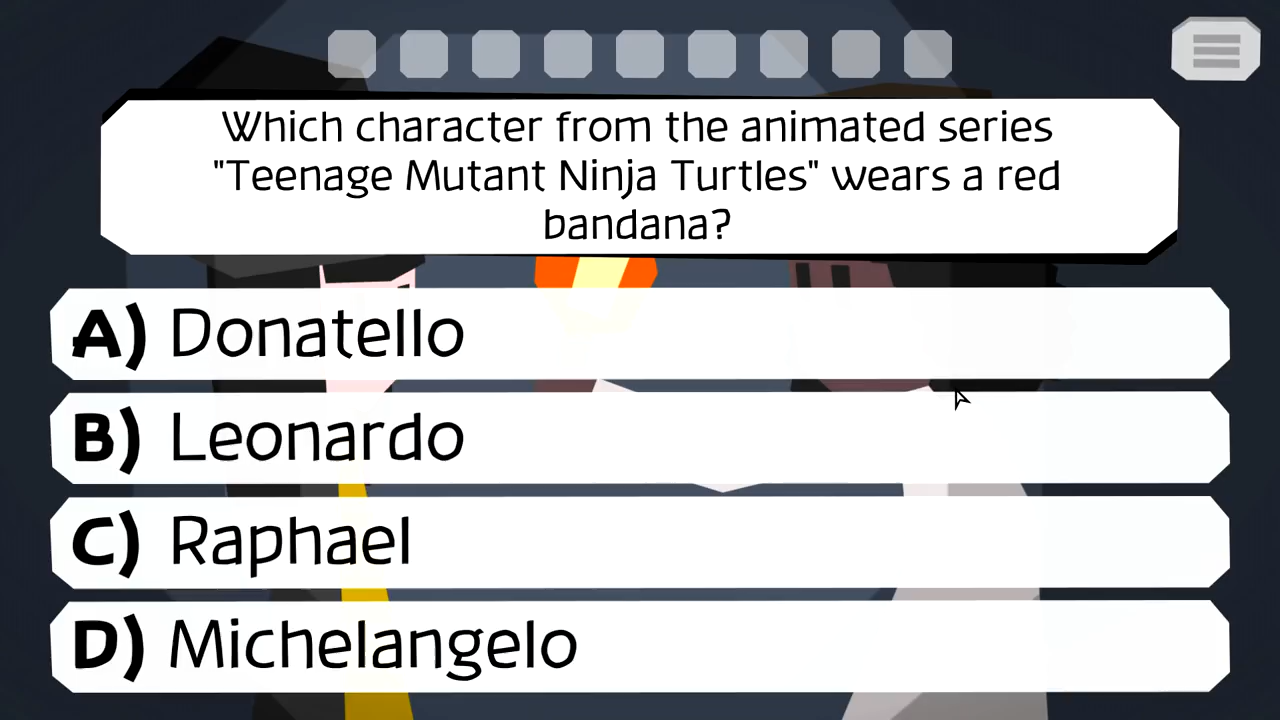 Which character from the animated series
"Teenage Mutant Ninja Turtles" wears a red
bandana?
A) Donatello
B) Leonardo
C) Raphael
D) Michelangelo